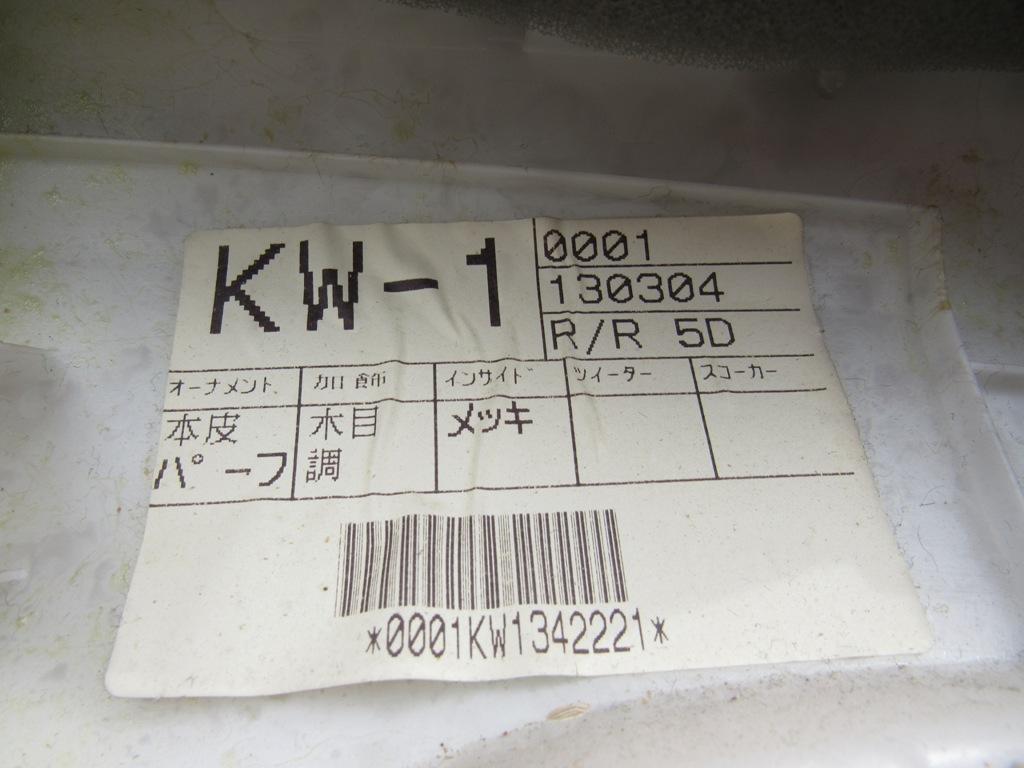 KW-1
0001
130304
R/R 5D
オーナメント 加飾 インサイド ツイーター スコーカー
本皮 木目 メッキ
パーフ 調
*0001KW1342221*